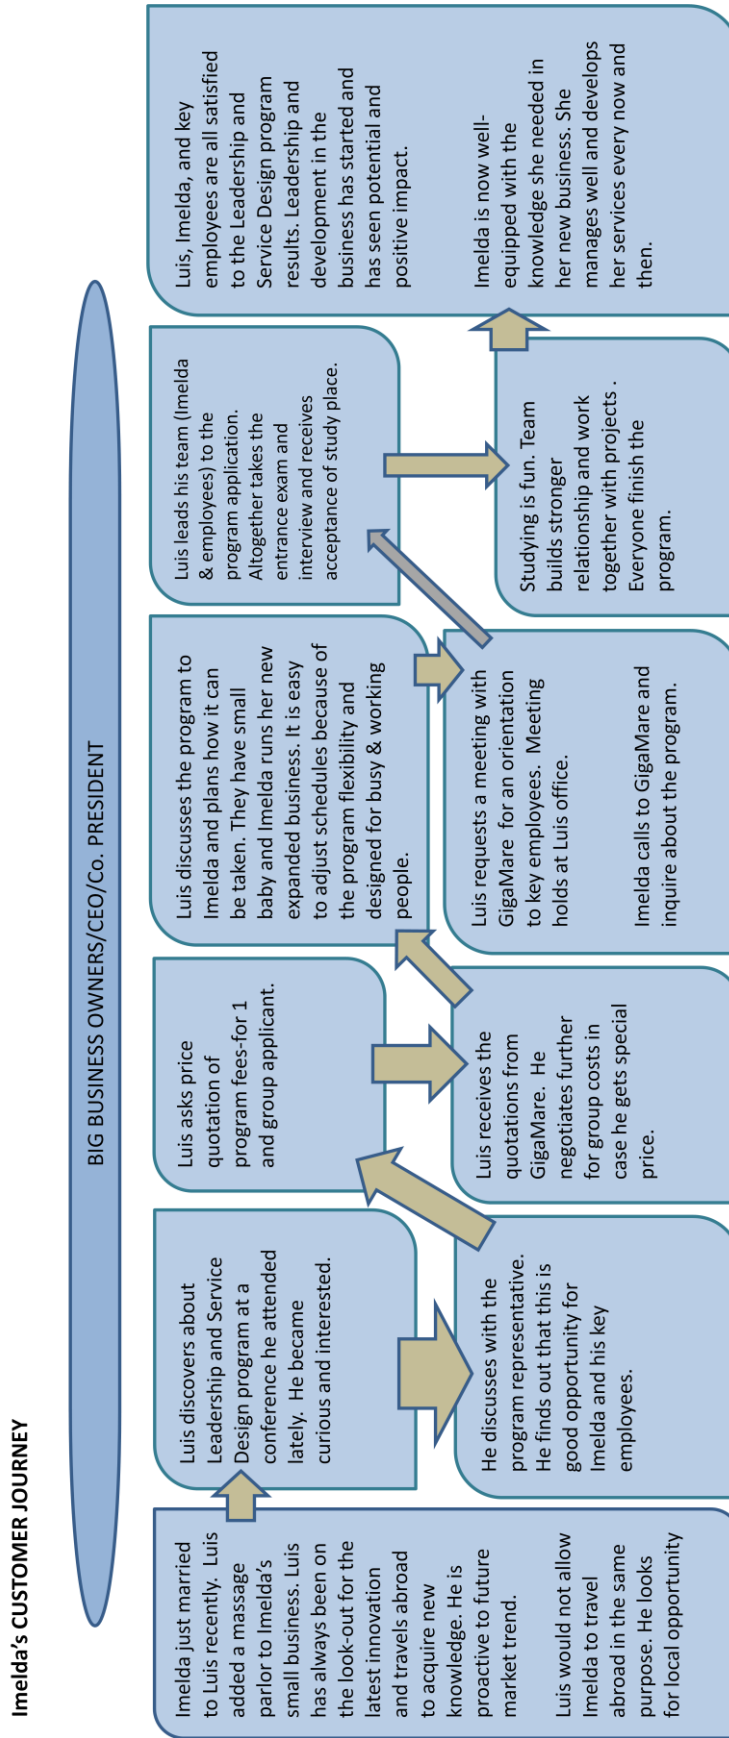 Imelda's CUSTOMER JOURNEY
BIG BUSINESS OWNERS/CEO/Co. PRESIDENT
Imelda just married
to Luis recently.  Luis
added a massage
parlor to Imelda's
small business. Luis
has always been on
the look-out for the
latest innovation
and travels abroad
to acquire new
knowledge. He is
proactive to future
market trend.
Luis would not allow
Imelda to travel
abroad in the same
purpose. He looks
for local opportunity
Luis discovers about
Leadership and Service
Design program at a
conference he attended
lately.  He became
curious and interested.
He discusses with the
program representative.
He finds out that this is
good opportunity for
Imelda and his key
employees.
Luis asks price
quotation of
program fees-for 1
and group applicant.
Luis receives the
quotations from
GigaMare.  He
negotiates further
for group costs in
case he gets special
price.
Luis discusses the program to
Imelda and plans how it can
be taken. They have small
baby and Imelda runs her new
expanded business. It is easy
to adjust schedules because of
the program flexibility and
designed for busy & working
people.
Luis requests a meeting with
GigaMare  for an orientation
to key employees.  Meeting
holds at Luis office.
Imelda calls to GigaMare and
inquire about the program.
Luis leads his team (Imelda
& employees) to the
program application.
Altogether takes the
entrance exam and
interview and receives
acceptance of study place.
Studying is fun. Team
builds stronger
relationship and work
together with projects .
Everyone finish the
program.
Luis, Imelda, and key
employees are all satisfied
to the Leadership and
Service Design program
results. Leadership and
development in the
business has started and
has seen potential and
positive impact.
Imelda is now well-
equipped with the
knowledge she needed in
her new business. She
manages well and develops
her services every now and
then.